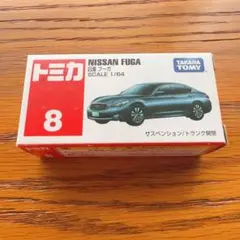 トミカ
NISSAN FUGA
日産 フーガ
SCALE 1/64
TAKARA
TOMY
8
サスペンション/トランク開閉